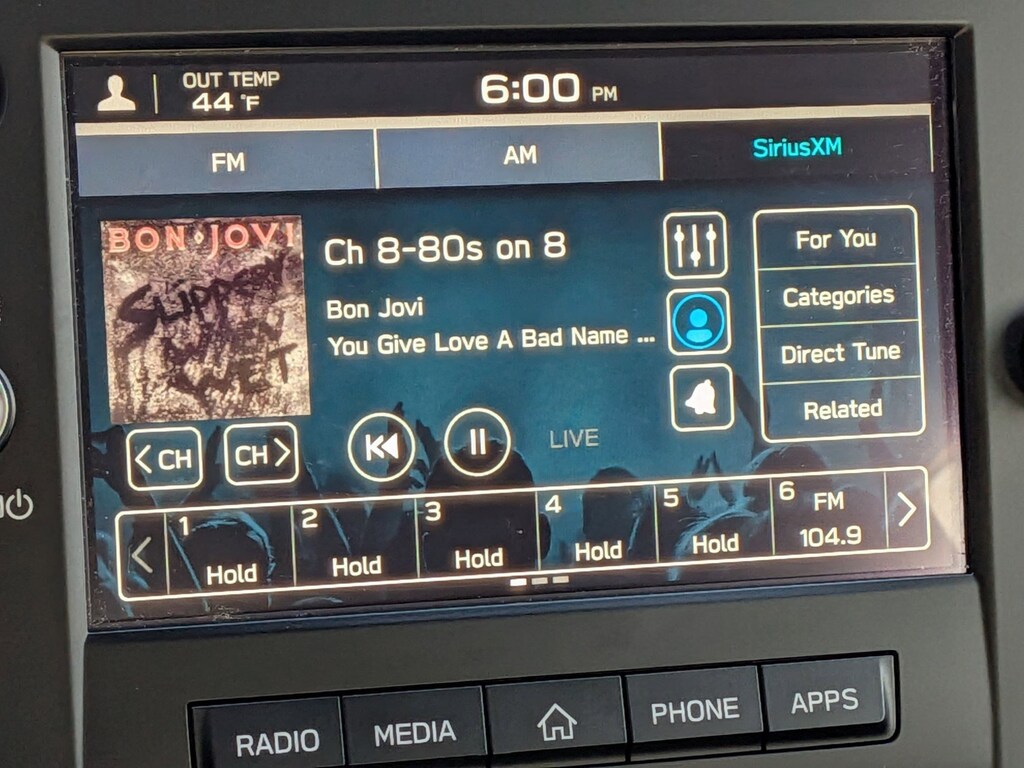 OUT TEMP
44 °F
6:00 PM
FM
AM
SiriusXM
BON JOVI
SLIPPERY
WHEN
WET
Ch 8-80s on 8
Bon Jovi
You Give Love A Bad Name ...
For You
Categories
Direct Tune
Related
CH
CH
LIVE
1
Hold
2
Hold
3
Hold
4
Hold
5
Hold
6
FM
104.9
RADIO
MEDIA
PHONE
APPS